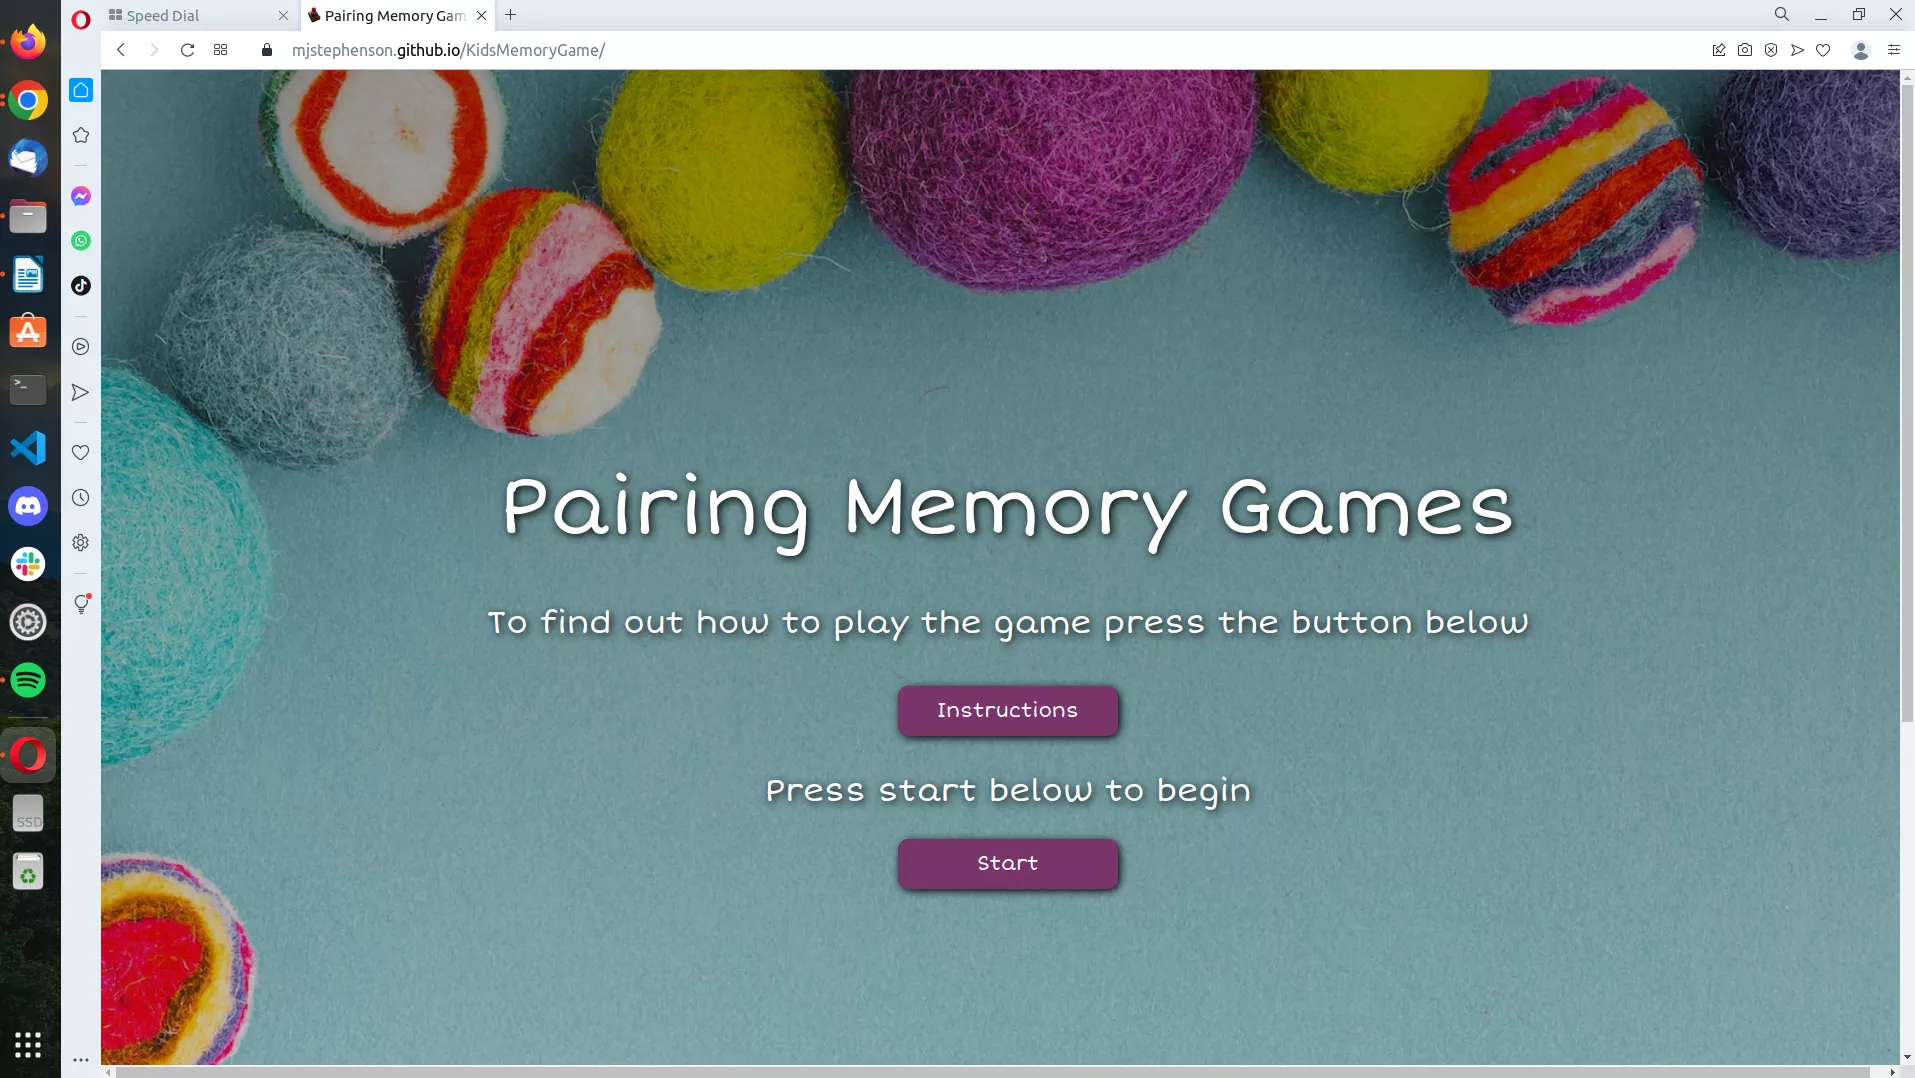 Speed Dial
Pairing Memory Gam
mjstephenson.github.io/KidsMemoryGame/
Pairing Memory Games
To find out how to play the game press the button below
Instructions
Press start below to begin
Start
SSD